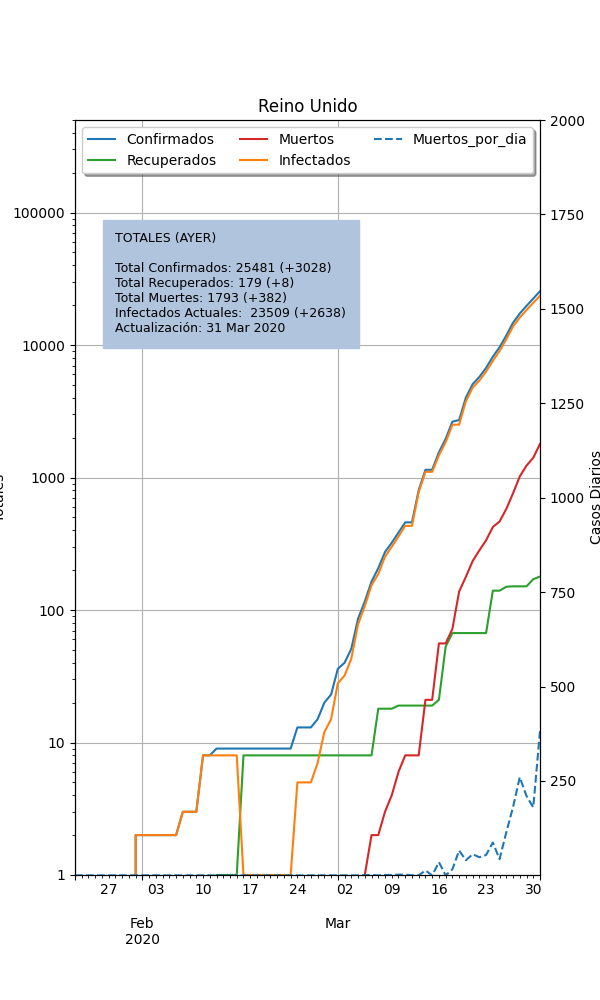 Reino Unido
Confirmados
Recuperados
Muertos
Infectados
Muertos_por_dia
TOTALES (AYER)
Total Confirmados: 25481 (+3028)
Total Recuperados: 179 (+8)
Total Muertes: 1793 (+382)
Infectados Actuales:  23509 (+2638)
Actualización: 31 Mar 2020
100000
10000
1000
100
10
1
2000
1750
1500
1250
1000
750
500
250
Casos Diarios
27 03 10 17 24 02 09 16 23 30
Feb Mar
2020